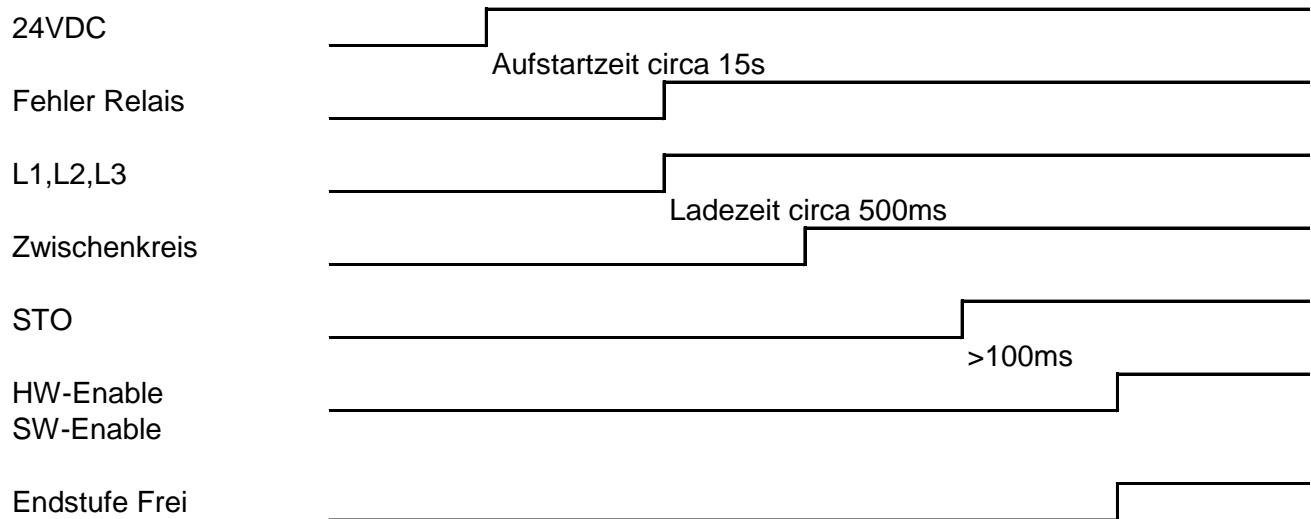 24VDC
Aufstartzeit circa 15s
Fehler Relais
L1,L2,L3
Ladezeit circa 500ms
Zwischenkreis
STO
>100ms
HW-Enable
SW-Enable
Endstufe Frei